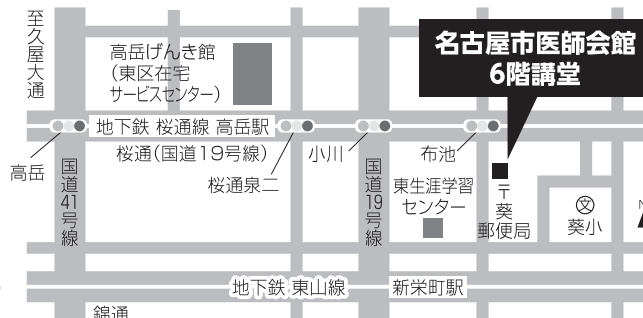 至久屋大通
高岳げんき館
（東区在宅
サービスセンター）
名古屋市医師会館
6階講堂
地下鉄 桜通線 高岳駅
高岳
桜通（国道19号線）
桜通泉二
小川
布池
国道41号線
国道19号線
東生涯学習
センター
〒
葵
郵便局
文
葵小
地下鉄 東山線
新栄町駅
錦通